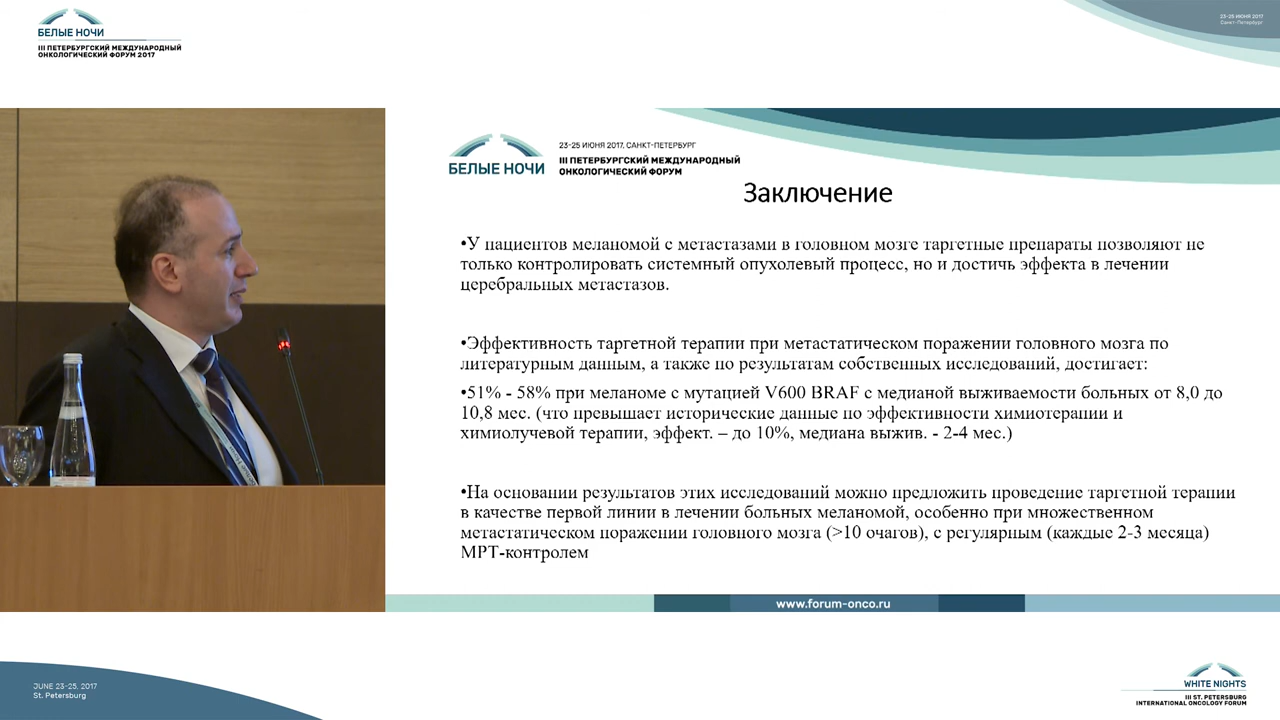 БЕЛЫЕ НОЧИ
III ПЕТЕРБУРГСКИЙ МЕЖДУНАРОДНЫЙ
ОНКОЛОГИЧЕСКИЙ ФОРУМ 2017
23-25 ИЮНЯ 2017
Санкт-Петербург
БЕЛЫЕ НОЧИ
23-25 ИЮНЯ 2017, САНКТ-ПЕТЕРБУРГ
III ПЕТЕРБУРГСКИЙ МЕЖДУНАРОДНЫЙ
ОНКОЛОГИЧЕСКИЙ ФОРУМ
Заключение
•У пациентов меланомой с метастазами в головном мозге таргетные препараты позволяют не
только контролировать системный опухолевый процесс, но и достичь эффекта в лечении
церебральных метастазов.
•Эффективность таргетной терапии при метастатическом поражении головного мозга по
литературным данным, а также по результатам собственных исследований, достигает:
•51% - 58% при меланоме с мутацией V600 BRAF с медианой выживаемости больных от 8,0 до
10,8 мес. (что превышает исторические данные по эффективности химиотерапии и
химиолучевой терапии, эффект. – до 10%, медиана выжив. - 2-4 мес.)
•На основании результатов этих исследований можно предложить проведение таргетной терапии
в качестве первой линии в лечении больных меланомой, особенно при множественном
метастатическом поражении головного мозга (>10 очагов), с регулярным (каждые 2-3 месяца)
МРТ-контролем
www.forum-onco.ru
JUNE 23-25, 2017
St. Petersburg
WHITE NIGHTS
III ST. PETERSBURG
INTERNATIONAL ONCOLOGY FORUM